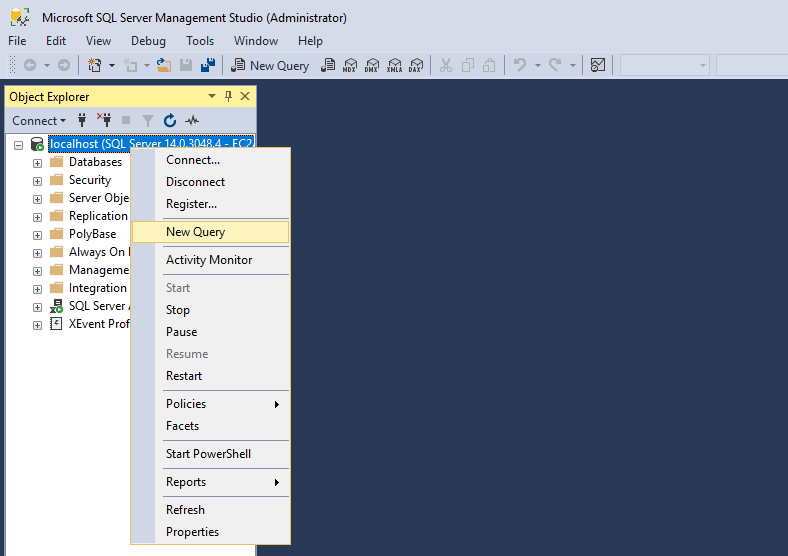 Microsoft SQL Server Management Studio (Administrator)
File Edit View Debug Tools Window Help
New Query MDX DMX XMLA DAX
Object Explorer
Connect
localhost (SQL Server 14.0.3048.4 - EC2
Databases
Security
Server Obje
Replication
PolyBase
Always On
Manageme
Integration
SQL Server
XEvent Prof
Connect...
Disconnect
Register...
New Query
Activity Monitor
Start
Stop
Pause
Resume
Restart
Policies
Facets
Start PowerShell
Reports
Refresh
Properties